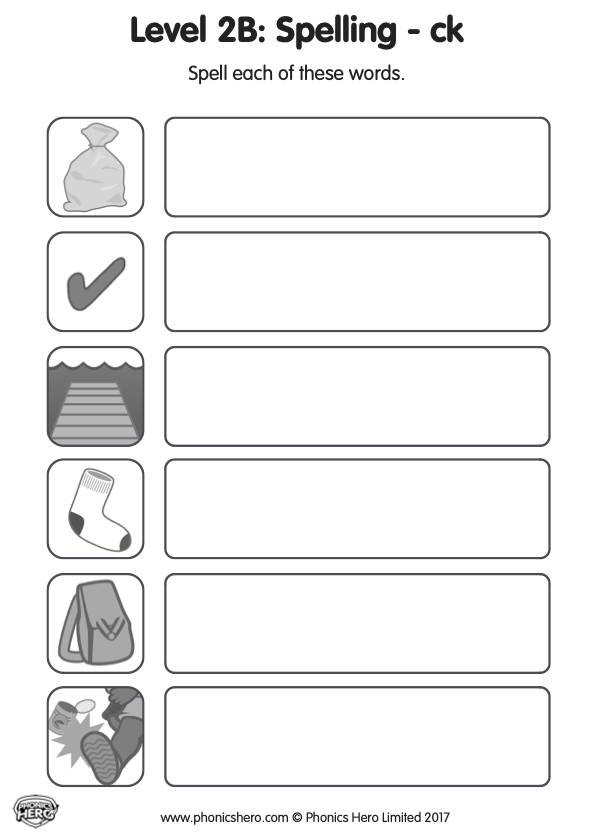 Level 2B: Spelling - ck
Spell each of these words.
PHONICS
HERO
www.phonicshero.com © Phonics Hero Limited 2017